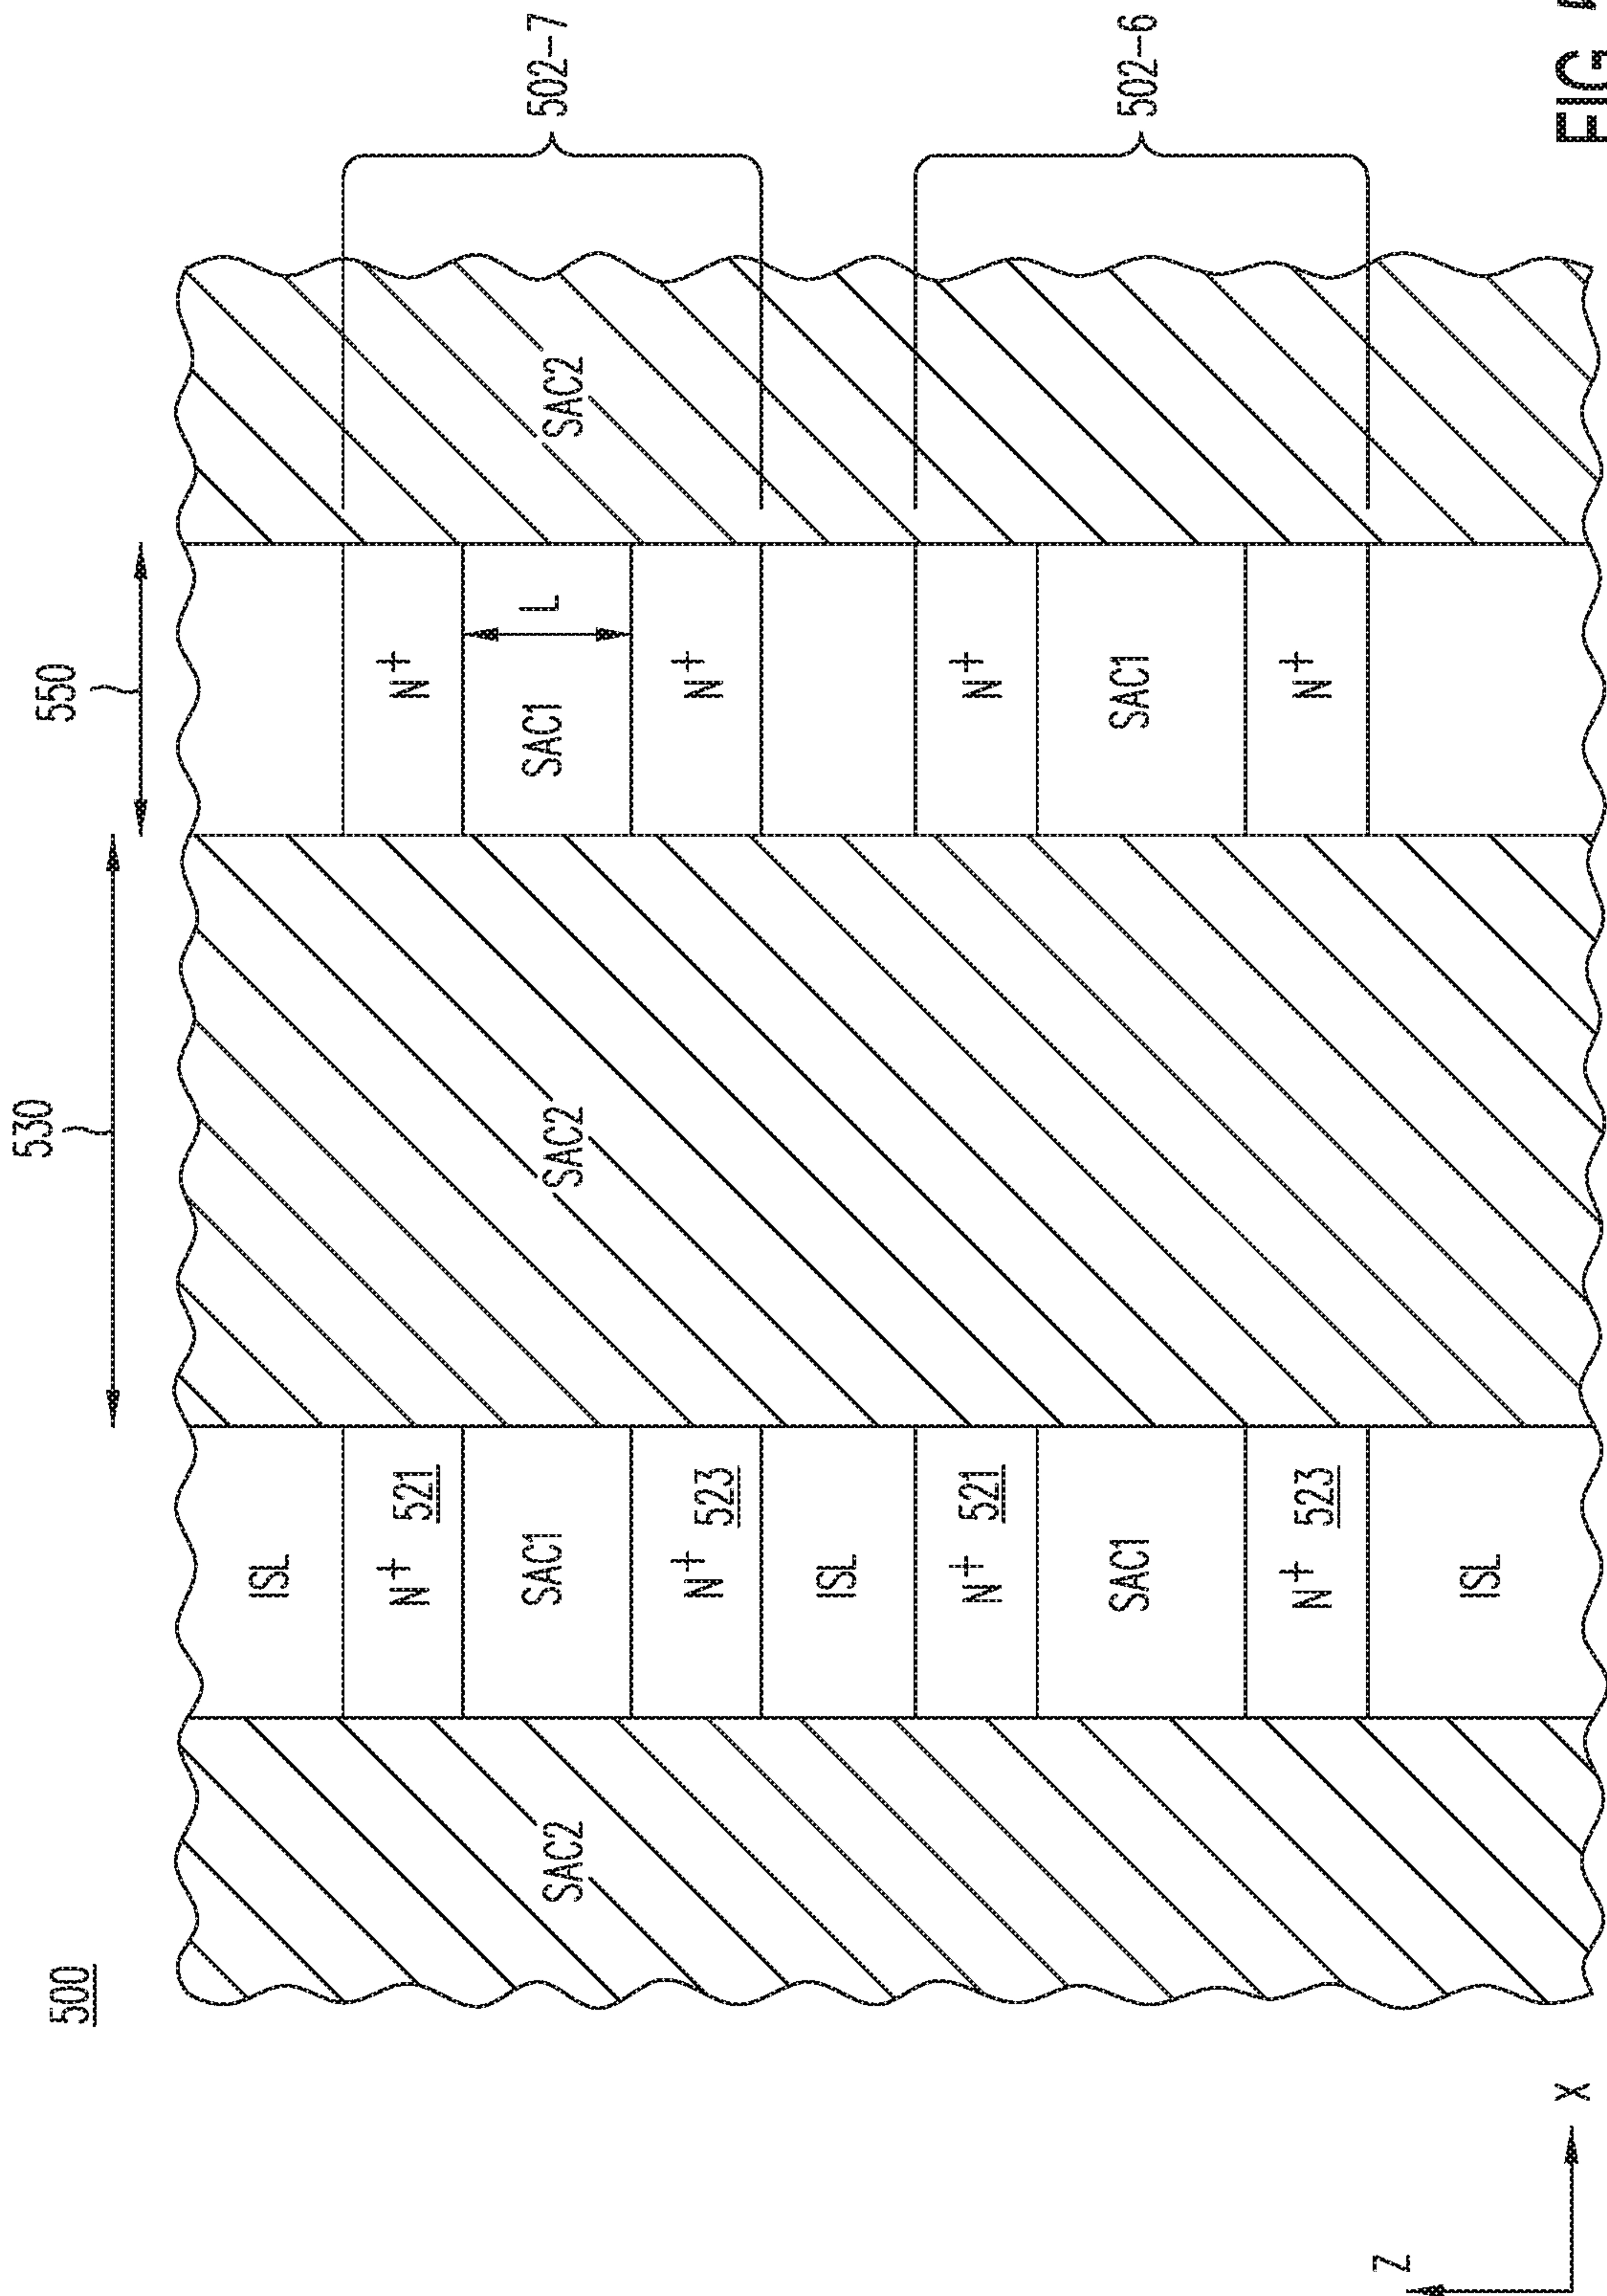 530
550
500
ISL
N+ 521
N+
SAC1
SAC1
L
SAC2
SAC2
SAC2
502-7
N+ 523
N+
ISL
N+ 521
N+
SAC1
SAC1
502-6
N+ 523
N+
Z
ISL
X
FIG.